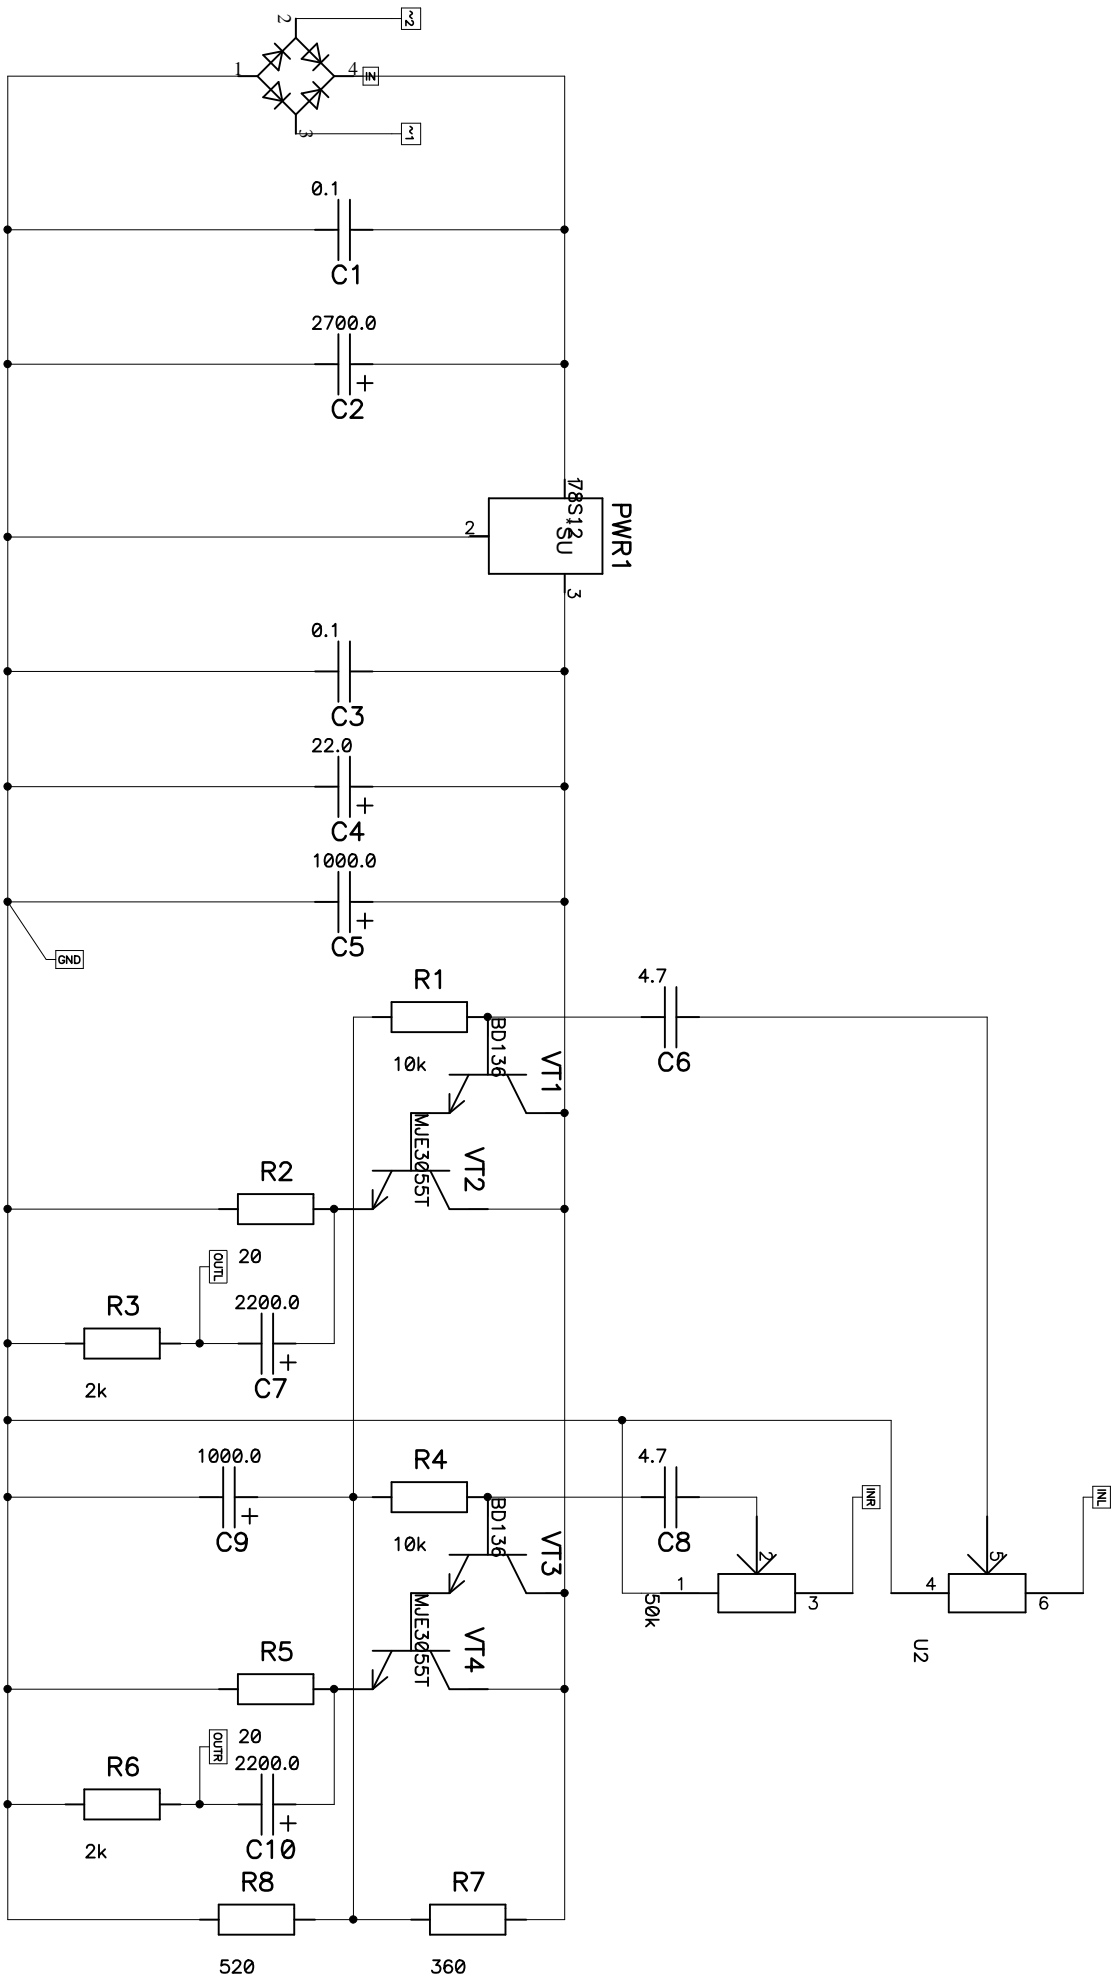 2
~2
1
4
IN
3
~1
0.1
C1
2700.0
C2
1
78S12
*SU
PWR1
2
3
0.1
C3
22.0
C4
1000.0
C5
GND
R1
10k
BD136
VT1
4.7
C6
MJE3055T
VT2
R2
20
OUTL
R3
2k
2200.0
C7
1000.0
C9
R4
10k
BD136
VT3
4.7
C8
INR
INL
2
5
1
3
4
6
50k
U2
MJE3055T
VT4
R5
20
OUTR
R6
2k
2200.0
C10
R8
520
R7
360